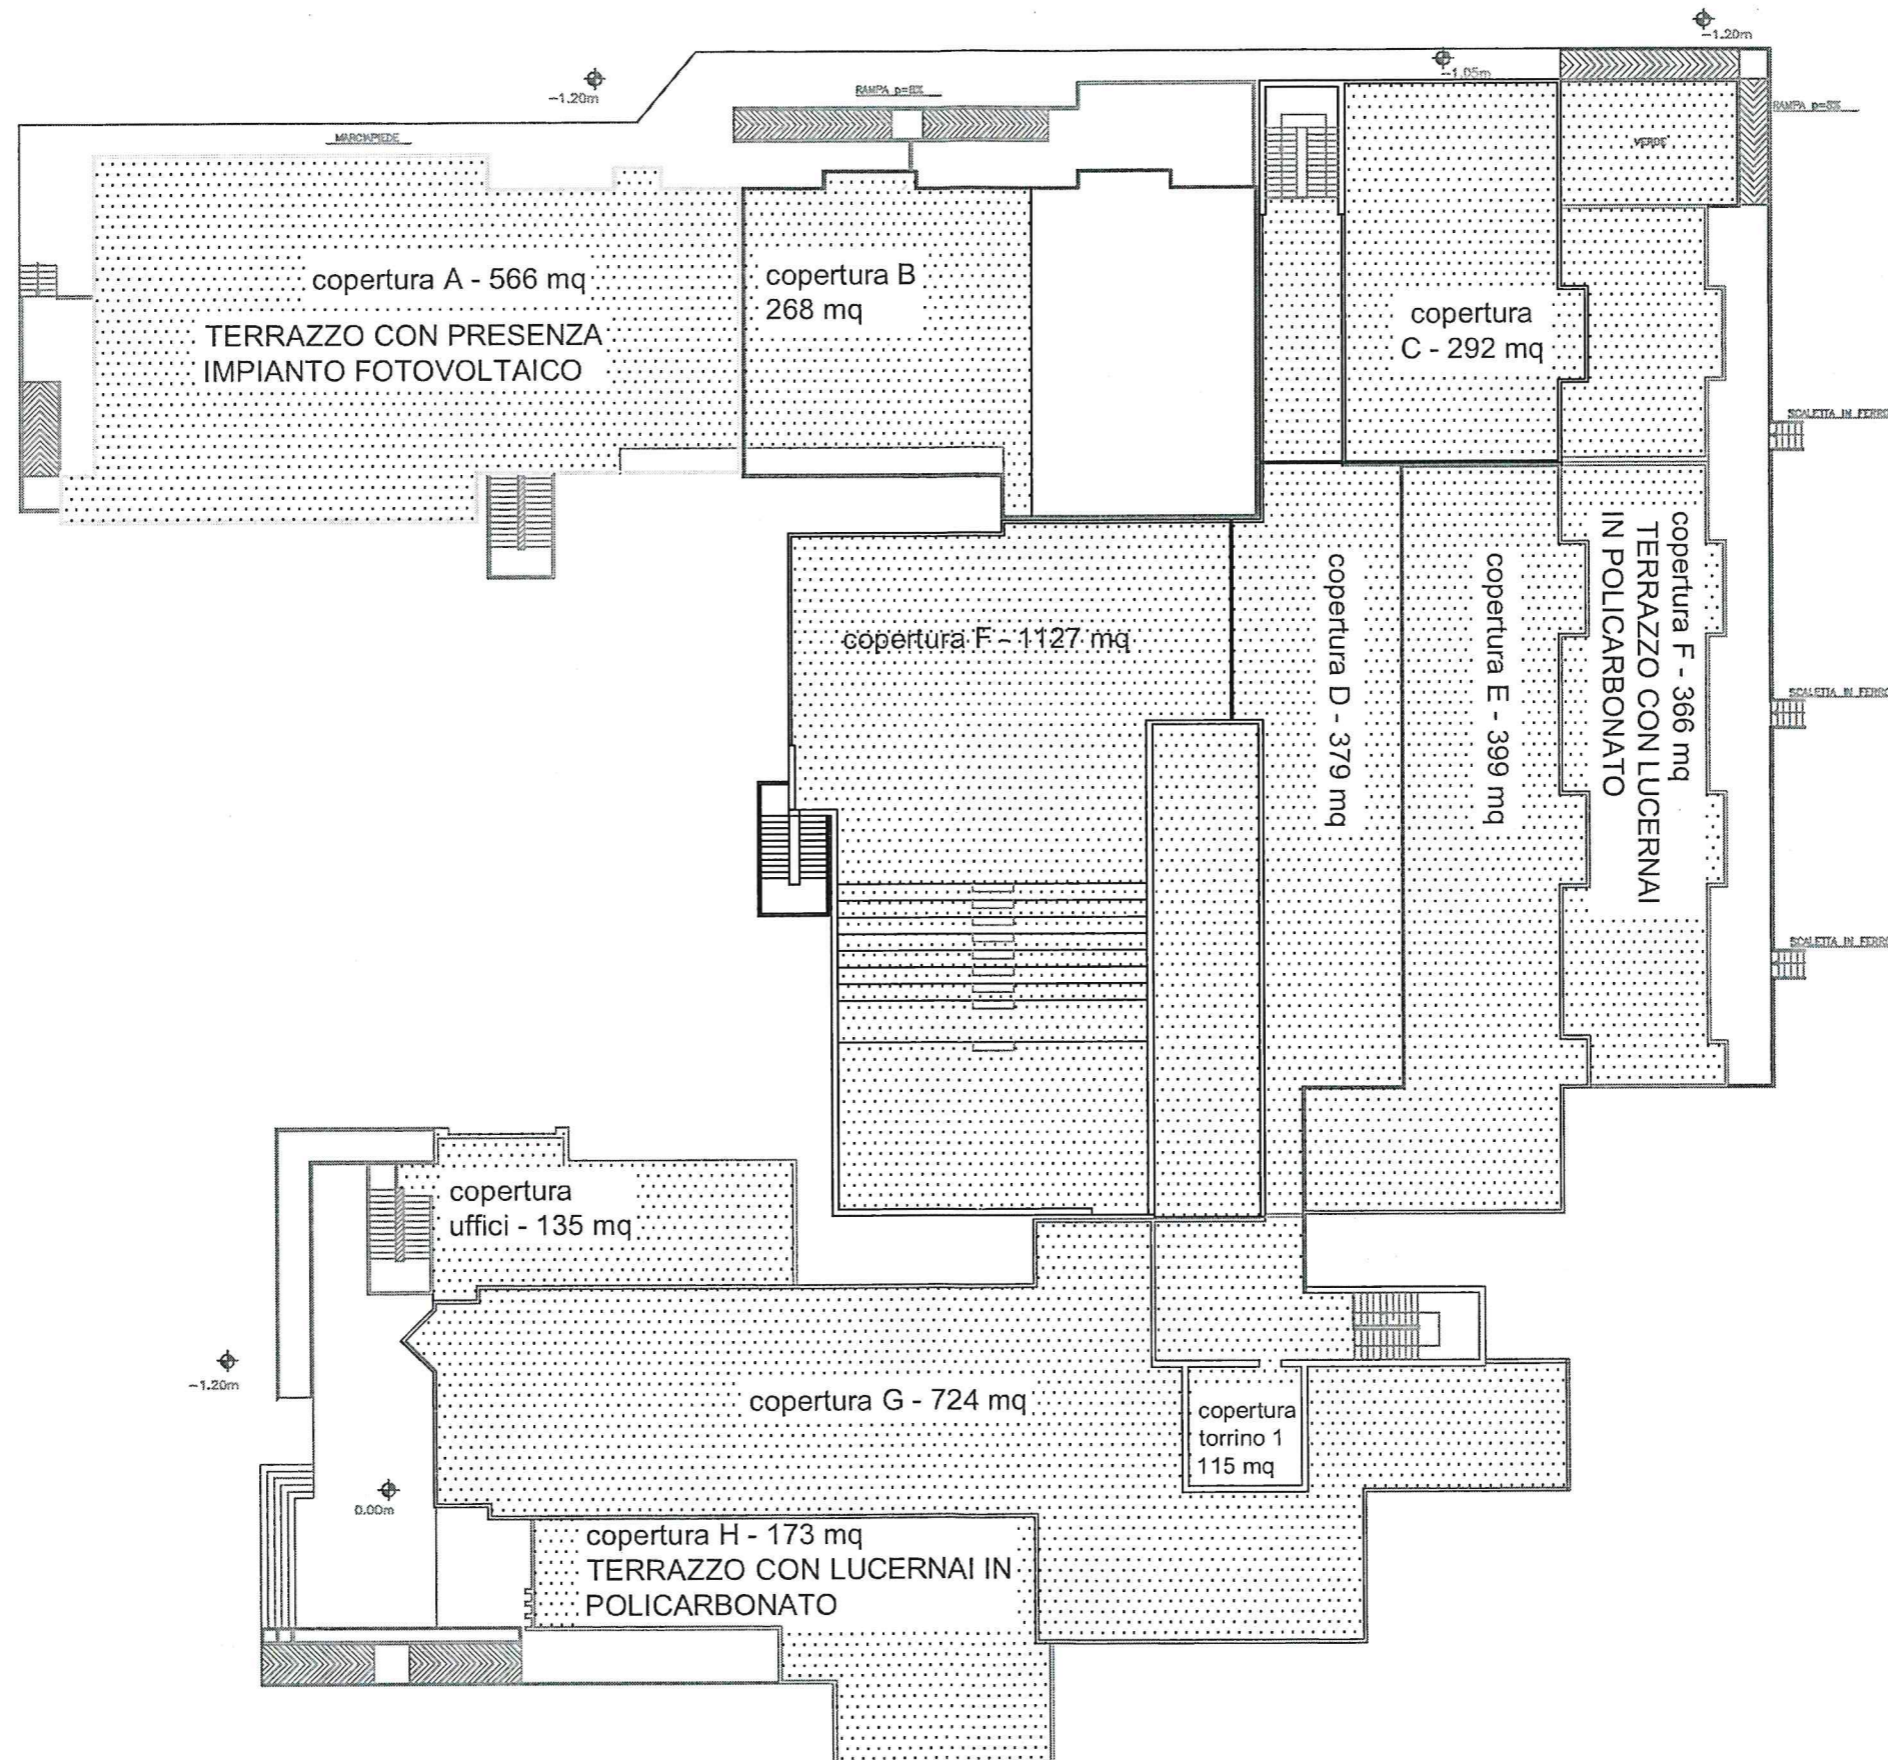 -1.20m
-1.05m
-1.20m
RAMPA p=8%
RAMPA p=8%
MARCIAPIEDE
VERDE
copertura A - 566 mq
TERRAZZO CON PRESENZA
IMPIANTO FOTOVOLTAICO
copertura B
268 mq
copertura
C - 292 mq
SCALETTA IN FERRO
copertura F - 366 mq
TERRAZZO CON LUCERNAI
IN POLICARBONATO
copertura D - 379 mq
copertura E - 399 mq
copertura F - 1127 mq
SCALETTA IN FERRO
SCALETTA IN FERRO
copertura
uffici - 135 mq
-1.20m
copertura G - 724 mq
copertura
torrino 1
115 mq
0.00m
copertura H - 173 mq
TERRAZZO CON LUCERNAI IN
POLICARBONATO